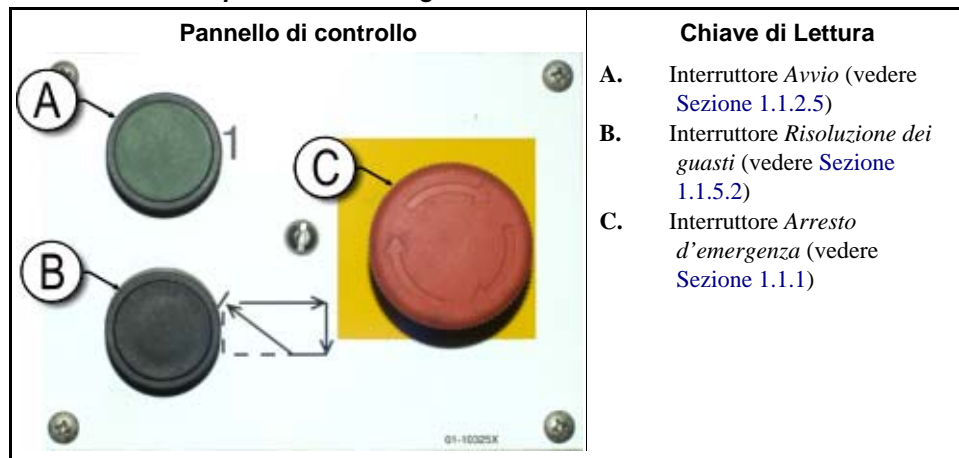 Pannello di controllo
A
1
B
C
01-10325X
Chiave di Lettura
A. Interruttore Avvio (vedere
Sezione 1.1.2.5)
B. Interruttore Risoluzione dei
guasti (vedere Sezione
1.1.5.2)
C. Interruttore Arresto
d'emergenza (vedere
Sezione 1.1.1)